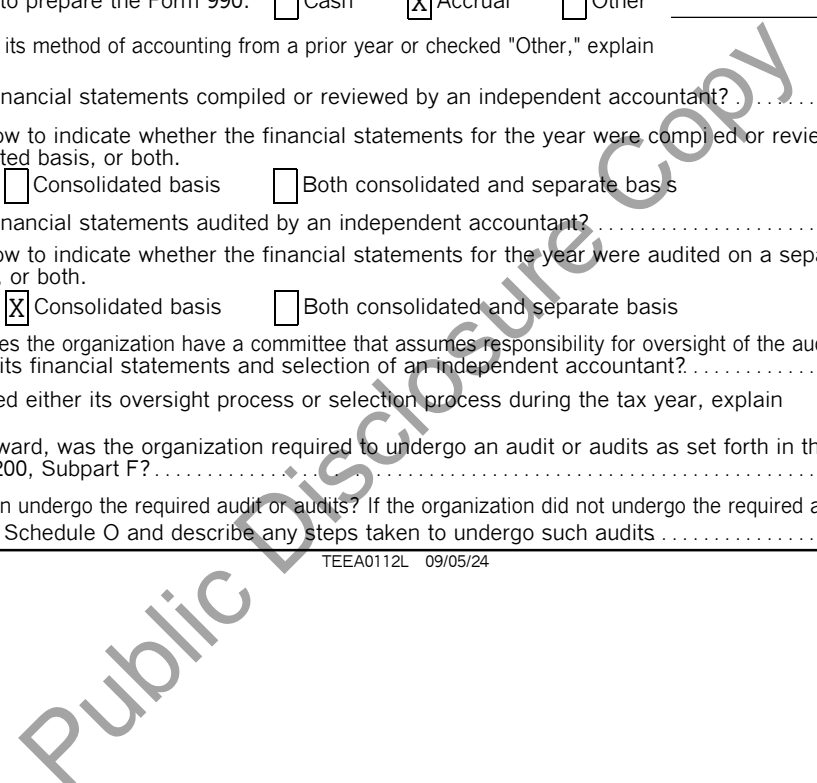 to prepare the Form 990: Cash X Accrual Other
its method of accounting from a prior year or checked "Other," explain
nancial statements compiled or reviewed by an independent accountant? . . . . . . .
ow to indicate whether the financial statements for the year were compiled or revie
ted basis, or both.
Consolidated basis Both consolidated and separate basis
nancial statements audited by an independent accountant? . . . . . . . . . . . . . . . . . . . .
ow to indicate whether the financial statements for the year were audited on a sepa
, or both.
X Consolidated basis Both consolidated and separate basis
es the organization have a committee that assumes responsibility for oversight of the aud
its financial statements and selection of an independent accountant? . . . . . . . . . . . .
ed either its oversight process or selection process during the tax year, explain
ward, was the organization required to undergo an audit or audits as set forth in th
200, Subpart F? . . . . . . . . . . . . . . . . . . . . . . . . . . . . . . . . . . . . . . . . . . . . . . . . . . . . . . . . . . . .
n undergo the required audit or audits? If the organization did not undergo the required a
Schedule O and describe any steps taken to undergo such audits . . . . . . . . . . . . . .
TEEA0112L 09/05/24
Public Disclosure Copy